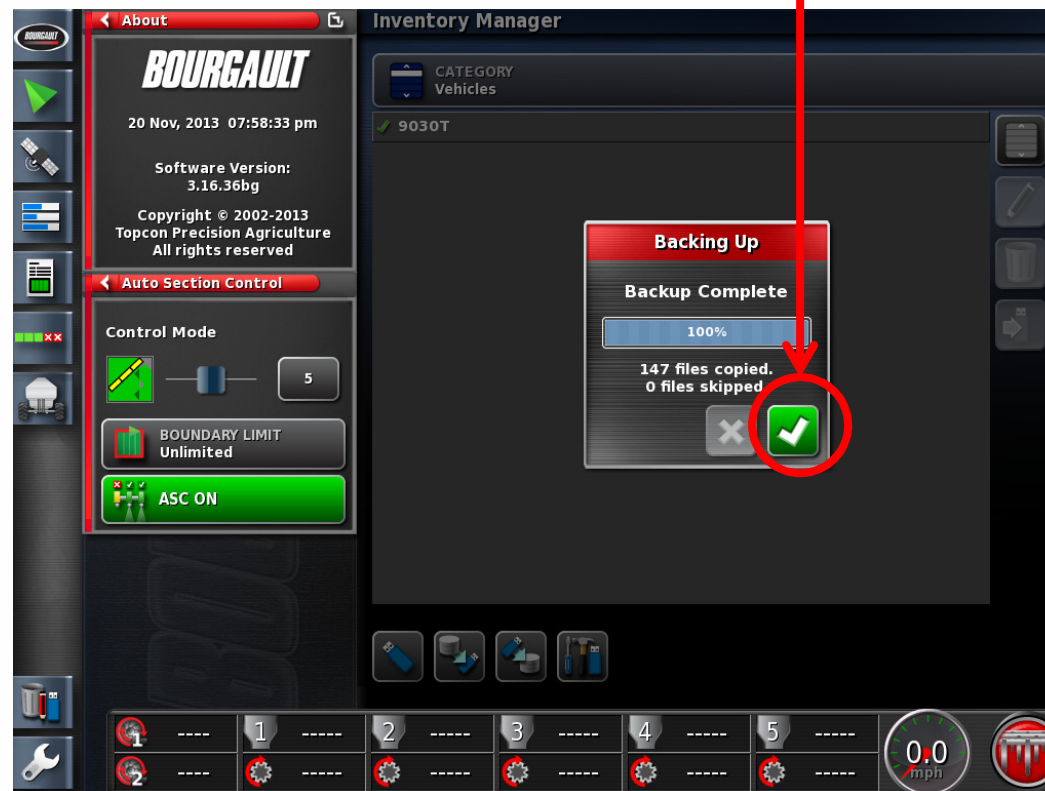 BOURGAULT
About
BOURGAULT
20 Nov, 2013 07:58:33 pm
Software Version:
3.16.36bg
Copyright © 2002-2013
Topcon Precision Agriculture
All rights reserved
Auto Section Control
Control Mode
5
BOUNDARY LIMIT
Unlimited
ASC ON
Inventory Manager
CATEGORY
Vehicles
9030T
Backing Up
Backup Complete
100%
147 files copied.
0 files skipped
1 ---- 1 ----- 2 ----- 3 ----- 4 ----- 5 -----
2 ---- ----- ----- ----- ----- -----
0.0
mph